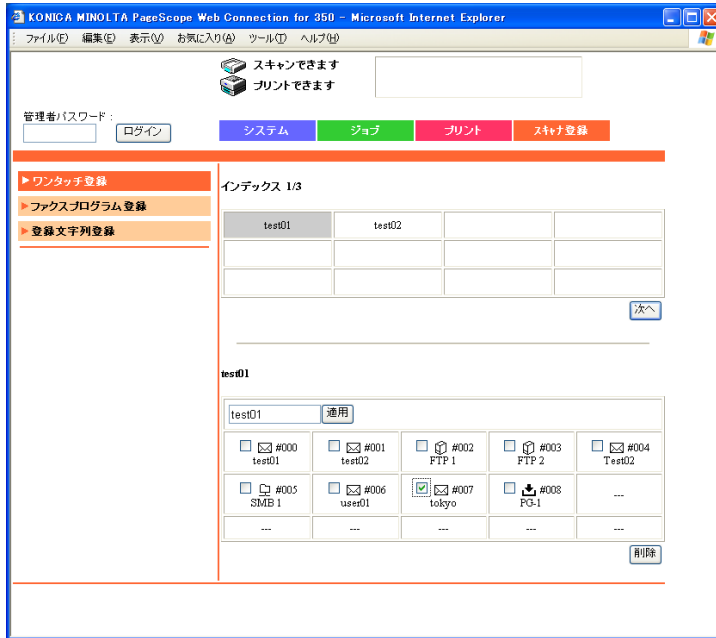 KONICA MINOLTA PageScope Web Connection for 350 - Microsoft Internet Explorer
ファイル(F) 編集(E) 表示(V) お気に入り(A) ツール(T) ヘルプ(H)
スキャンできます
プリントできます
管理者パスワード :
ログイン
システム ジョブ プリント スキャナ登録
▶ワンタッチ登録
▶ファクスプログラム登録
▶登録文字列登録
インデックス 1/3
test01 test02
次へ
test01
test01 適用
#000 #001 #002 #003 #004
test01 test02 FTP 1 FTP 2 Test02
#005 #006 #007 #008 ---
SMB 1 user01 tokyo PG-1
--- --- --- --- ---
削除